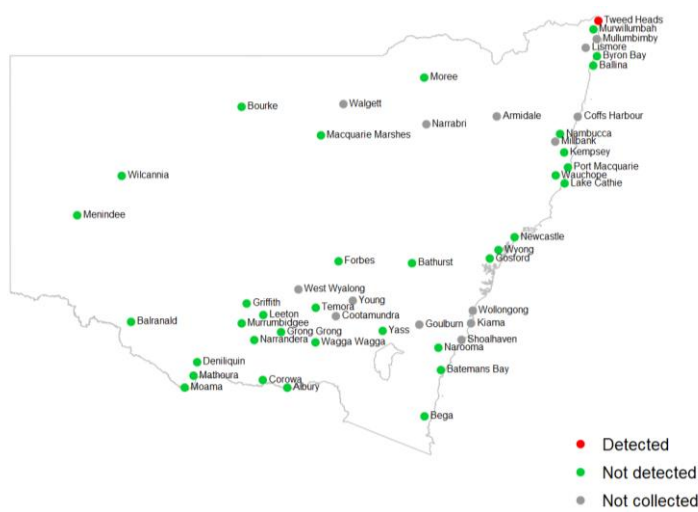 Tweed Heads
Murwillumbah
Mullumbimby
Lismore
Byron Bay
Ballina
Moree
Bourke
Walgett
Armidale
Coffs Harbour
Narrabri
Macquarie Marshes
Nambucca
Millbank
Kempsey
Port Macquarie
Wilcannia
Wauchope
Lake Cathie
Menindee
Newcastle
Wyong
Gosford
Forbes
Bathurst
West Wyalong
Young
Griffith
Temora
Wollongong
Leeton
Cootamundra
Balranald
Murrumbidgee
Goulburn
Kiama
Grong Grong
Yass
Narrandera
Wagga Wagga
Shoalhaven
Narooma
Deniliquin
Batemans Bay
Mathoura
Corowa
Moama
Albury
Bega
Detected
Not detected
Not collected